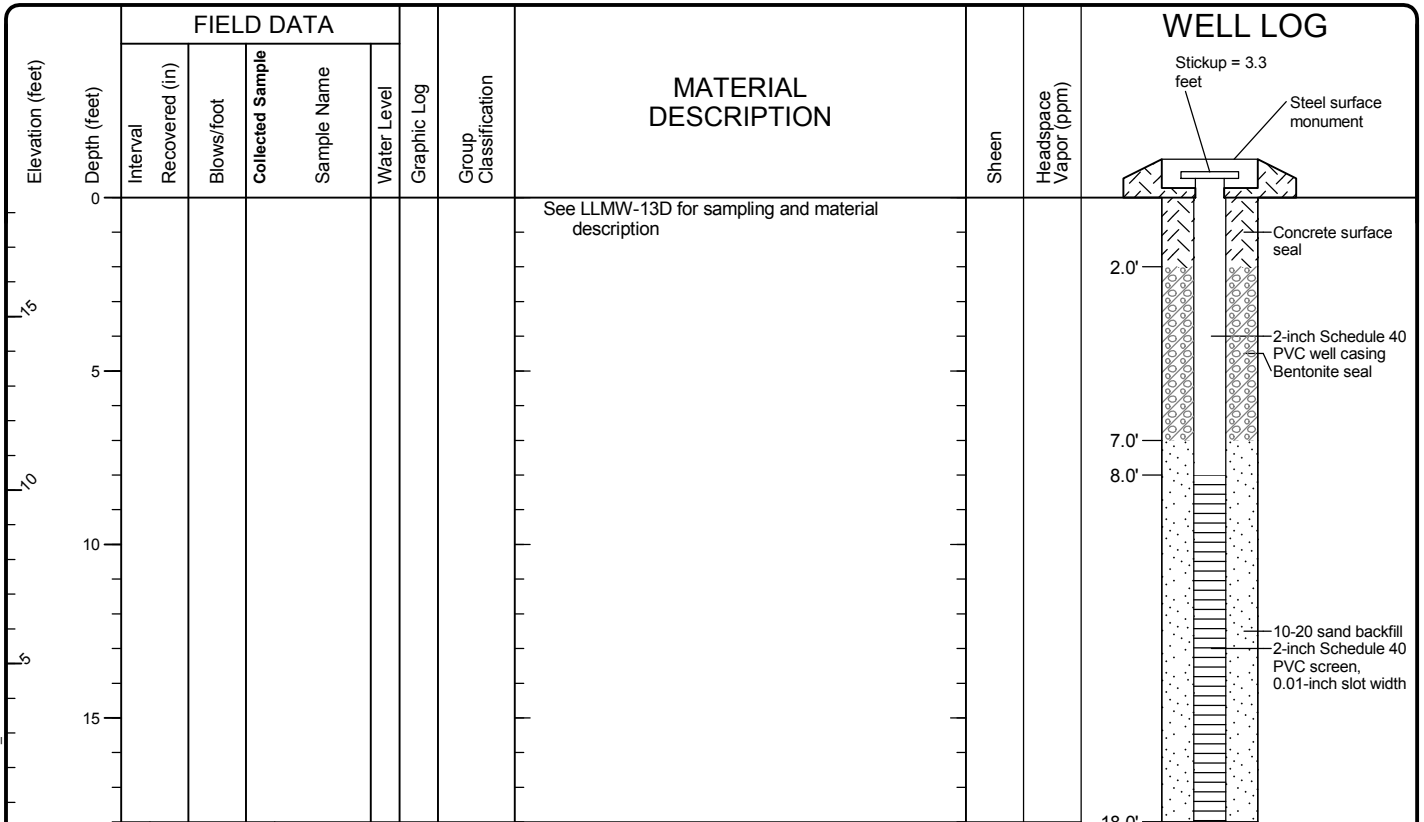 FIELD DATA
WELL LOG
Elevation (feet)
Depth (feet)
Interval
Recovered (in)
Blows/foot
Collected Sample
Sample Name
Water Level
Graphic Log
Group
Classification
MATERIAL
DESCRIPTION
Sheen
Headspace
Vapor (ppm)
Stickup = 3.3
feet
Steel surface
monument
0
See LLMW-13D for sampling and material
description
Concrete surface
seal
2.0'
15
2-inch Schedule 40
PVC well casing
Bentonite seal
5
7.0'
8.0'
10
10
10-20 sand backfill
2-inch Schedule 40
PVC screen,
0.01-inch slot width
5
15
18.0'